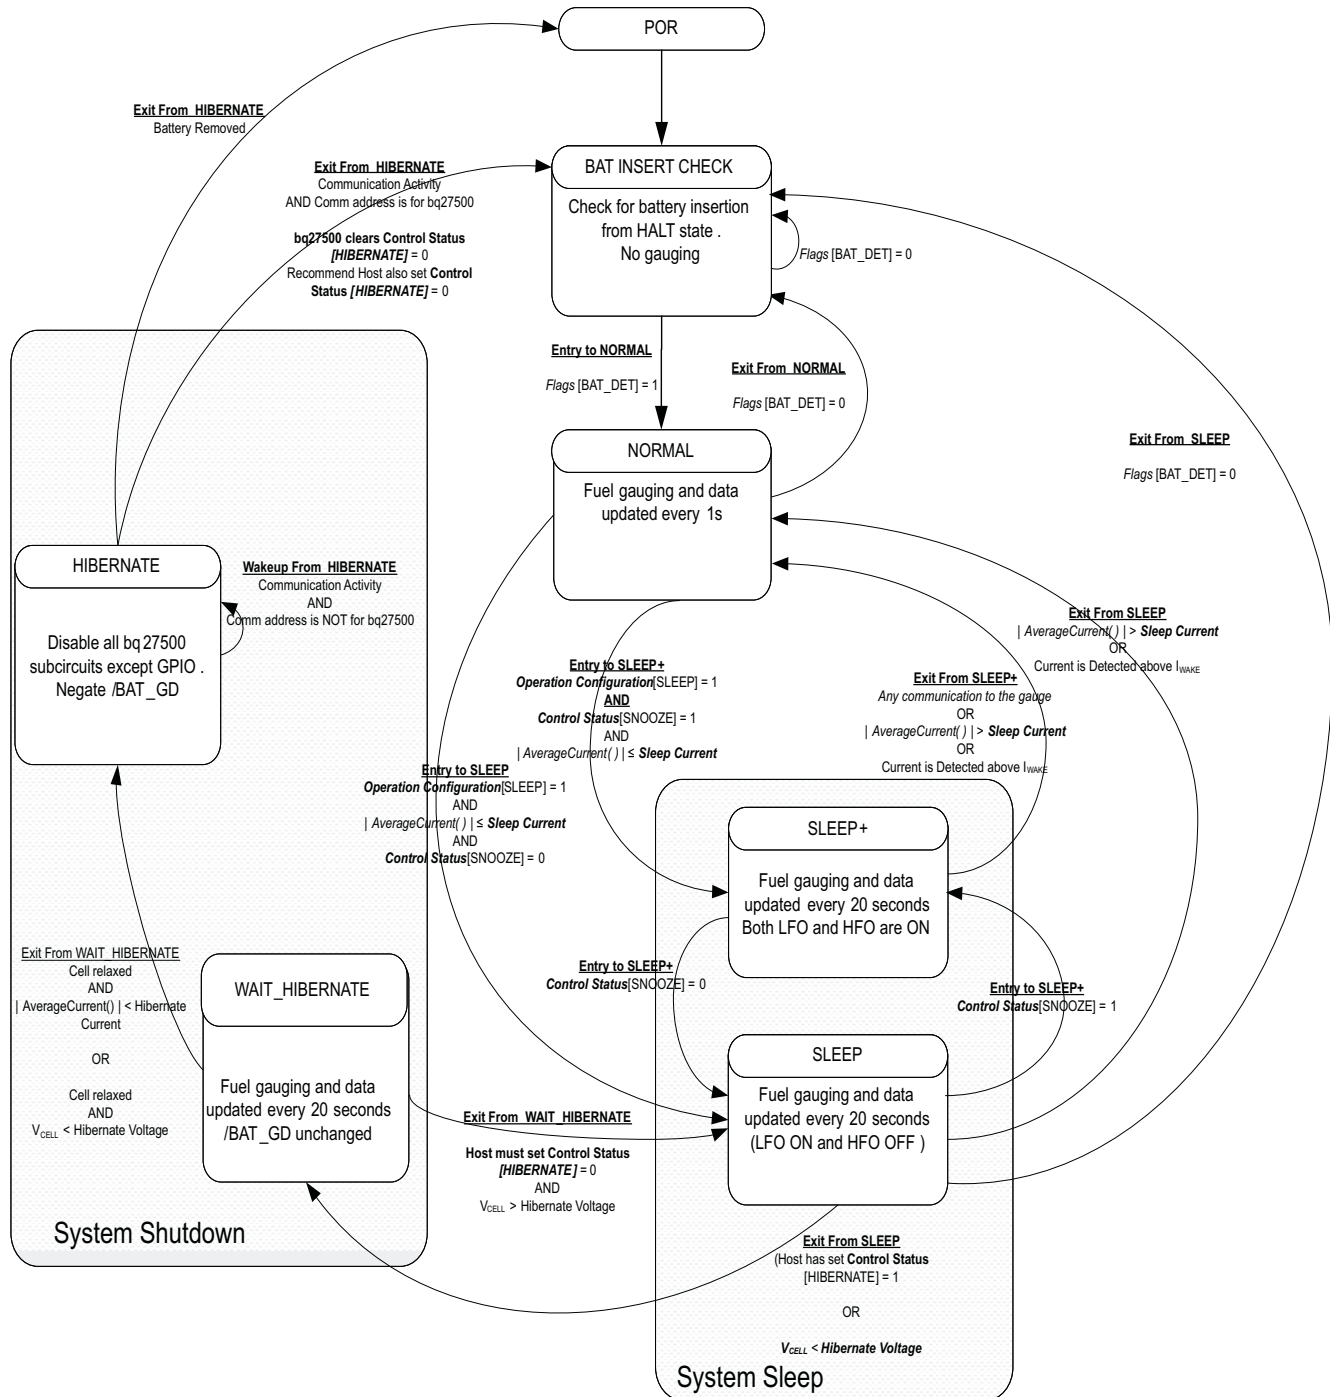 POR
Exit From HIBERNATE
Battery Removed
Exit From HIBERNATE
Communication Activity
AND Comm address is for bq27500
bq27500 clears Control Status
[HIBERNATE] = 0
Recommend Host also set Control
Status [HIBERNATE] = 0
BAT INSERT CHECK
Check for battery insertion
from HALT state .
No gauging
Flags [BAT_DET] = 0
Entry to NORMAL
Flags [BAT_DET] = 1
Exit From NORMAL
Flags [BAT_DET] = 0
Exit From SLEEP
Flags [BAT_DET] = 0
NORMAL
Fuel gauging and data
updated every 1s
HIBERNATE
Disable all bq27500
subcircuits except GPIO .
Negate /BAT_GD
Wakeup From HIBERNATE
Communication Activity
AND
Comm address is NOT for bq27500
Entry to SLEEP+
Operation Configuration[SLEEP] = 1
AND
Control Status[SNOOZE] = 1
AND
| AverageCurrent( ) | ≤ Sleep Current
Exit From SLEEP
| AverageCurrent( ) | > Sleep Current
OR
Current is Detected above IWAKE
Exit From SLEEP+
Any communication to the gauge
OR
| AverageCurrent( ) | > Sleep Current
OR
Current is Detected above IWAKE
Entry to SLEEP
Operation Configuration[SLEEP] = 1
AND
| AverageCurrent( ) | ≤ Sleep Current
AND
Control Status[SNOOZE] = 0
SLEEP+
Fuel gauging and data
updated every 20 seconds
Both LFO and HFO are ON
Entry to SLEEP+
Control Status[SNOOZE] = 0
Entry to SLEEP+
Control Status[SNOOZE] = 1
Exit From WAIT_HIBERNATE
Cell relaxed
AND
| AverageCurrent() | < Hibernate
Current
OR
Cell relaxed
AND
VCELL < Hibernate Voltage
WAIT_HIBERNATE
Fuel gauging and data
updated every 20 seconds
/BAT_GD unchanged
SLEEP
Fuel gauging and data
updated every 20 seconds
(LFO ON and HFO OFF )
Exit From WAIT_HIBERNATE
Host must set Control Status
[HIBERNATE] = 0
AND
VCELL > Hibernate Voltage
System Shutdown
Exit From SLEEP
(Host has set Control Status
[HIBERNATE] = 1
OR
VCELL < Hibernate Voltage
System Sleep